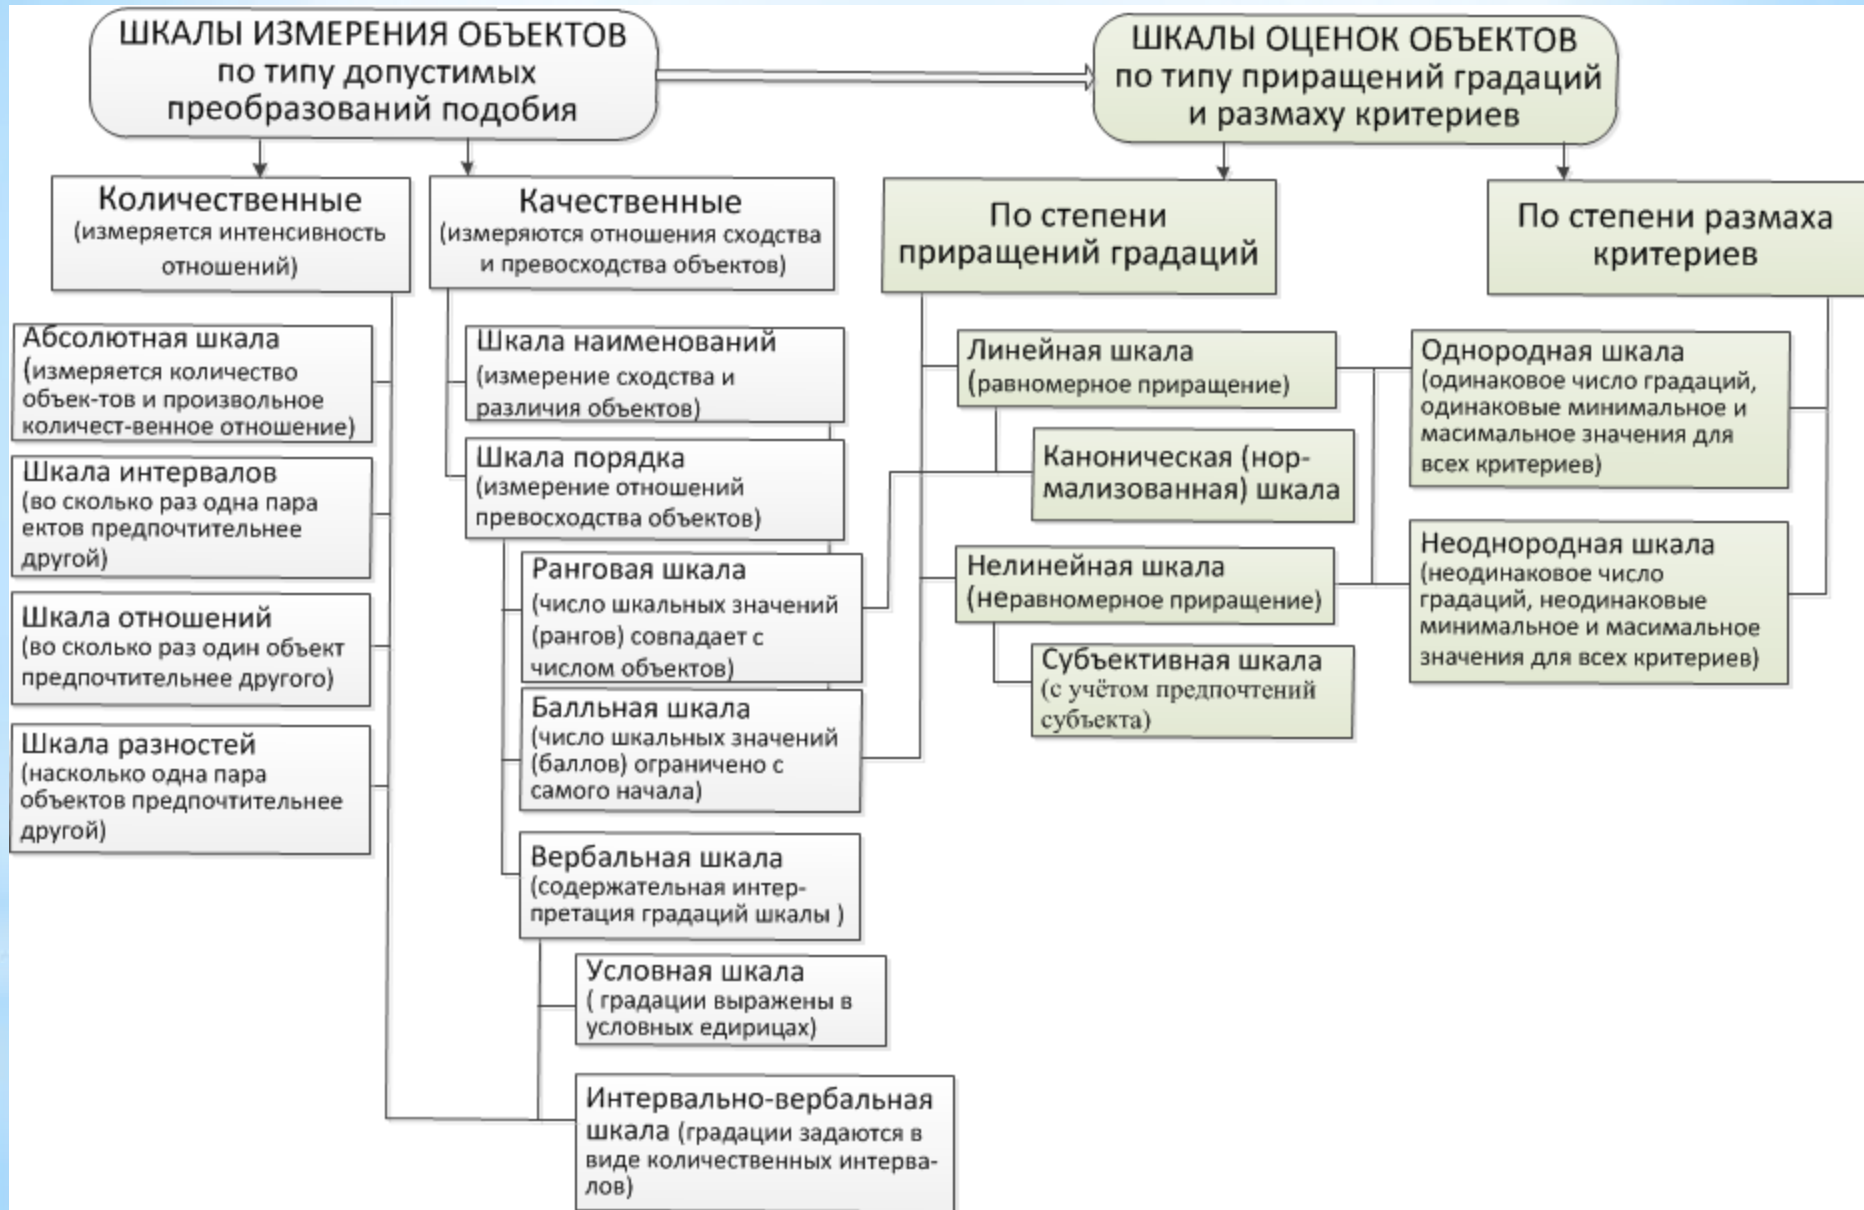 ШКАЛЫ ИЗМЕРЕНИЯ ОБЪЕКТОВ
по типу допустимых
преобразований подобия
ШКАЛЫ ОЦЕНОК ОБЪЕКТОВ
по типу приращений градаций
и размаху критериев
Количественные
(измеряется интенсивность
отношений)
Качественные
(измеряются отношения сходства
и превосходства объектов)
По степени
приращений градаций
По степени размаха
критериев
Абсолютная шкала
(измеряется количество
объек-тов и произвольное
количест-венное отношение)
Шкала интервалов
(во сколько раз одна пара
ектов предпочтительнее
другой)
Шкала отношений
(во сколько раз один объект
предпочтительнее другого)
Шкала разностей
(насколько одна пара
объектов предпочтительнее
другой)
Шкала наименований
(измерение сходства и
различия объектов)
Шкала порядка
(измерение отношений
превосходства объектов)
Ранговая шкала
(число шкальных значений
(рангов) совпадает с
числом объектов)
Балльная шкала
(число шкальных значений
(баллов) ограничено с
самого начала)
Вербальная шкала
(содержательная интер-
претация градаций шкалы )
Условная шкала
( градации выражены в
условных едирицах)
Интервально-вербальная
шкала (градации задаются в
виде количественных интерва-
лов)
Линейная шкала
(равномерное приращение)
Каноническая (нор-
мализованная) шкала
Нелинейная шкала
(неравномерное приращение)
Субъективная шкала
(с учётом предпочтений
субъекта)
Однородная шкала
(одинаковое число градаций,
одинаковые минимальное и
масимальное значения для
всех критериев)
Неоднородная шкала
(неодинаковое число
градаций, неодинаковые
минимальное и масимальное
значения для всех критериев)